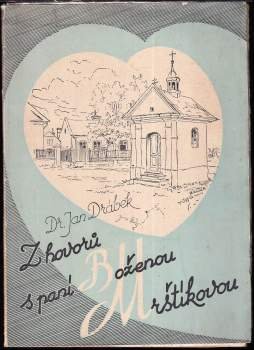 Dr. Jan Drábek
Z hovorů
s paní Boženou
Mrštíkovou